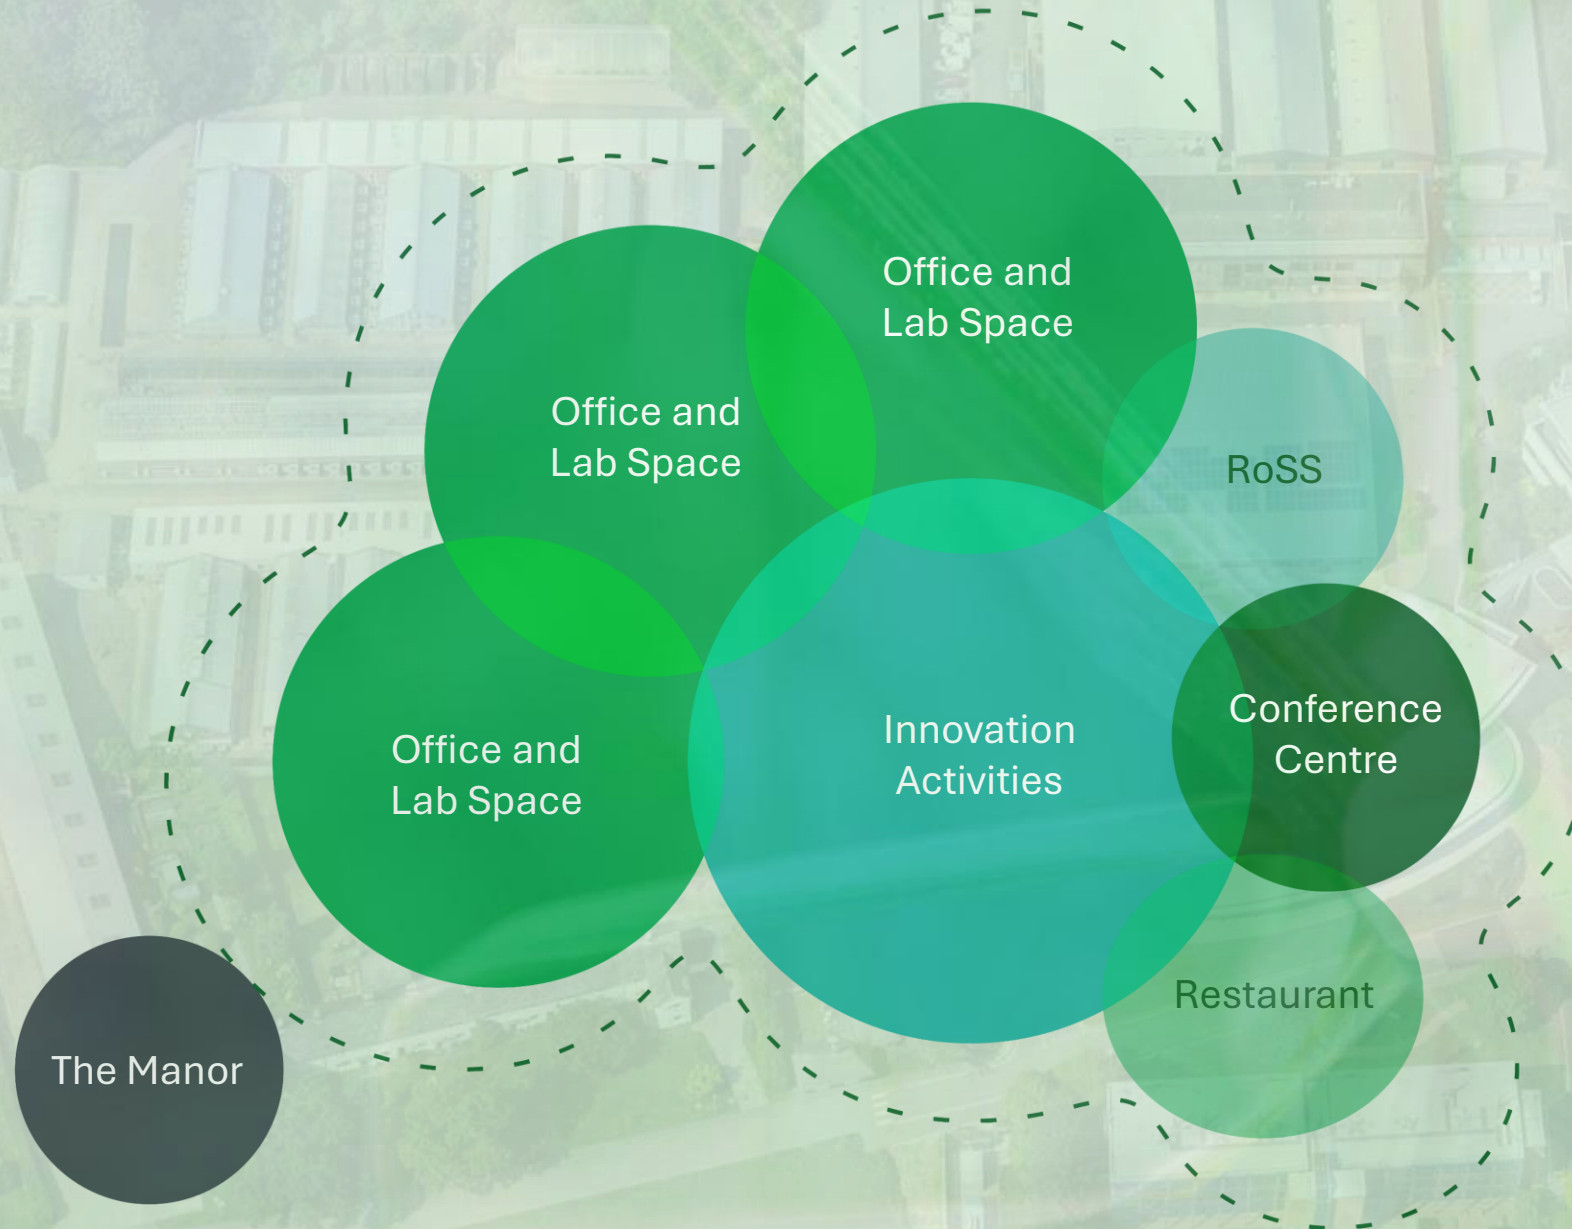 Office and
Lab Space
Office and
Lab Space
RoSS
Office and
Lab Space
Innovation
Activities
Conference
Centre
Restaurant
The Manor